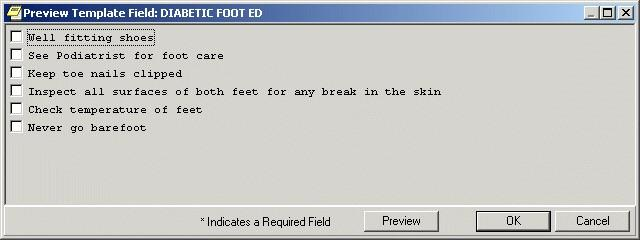 Preview Template Field: DIABETIC FOOT ED
Well fitting shoes
See Podiatrist for foot care
Keep toe nails clipped
Inspect all surfaces of both feet for any break in the skin
Check temperature of feet
Never go barefoot
* Indicates a Required Field Preview OK Cancel